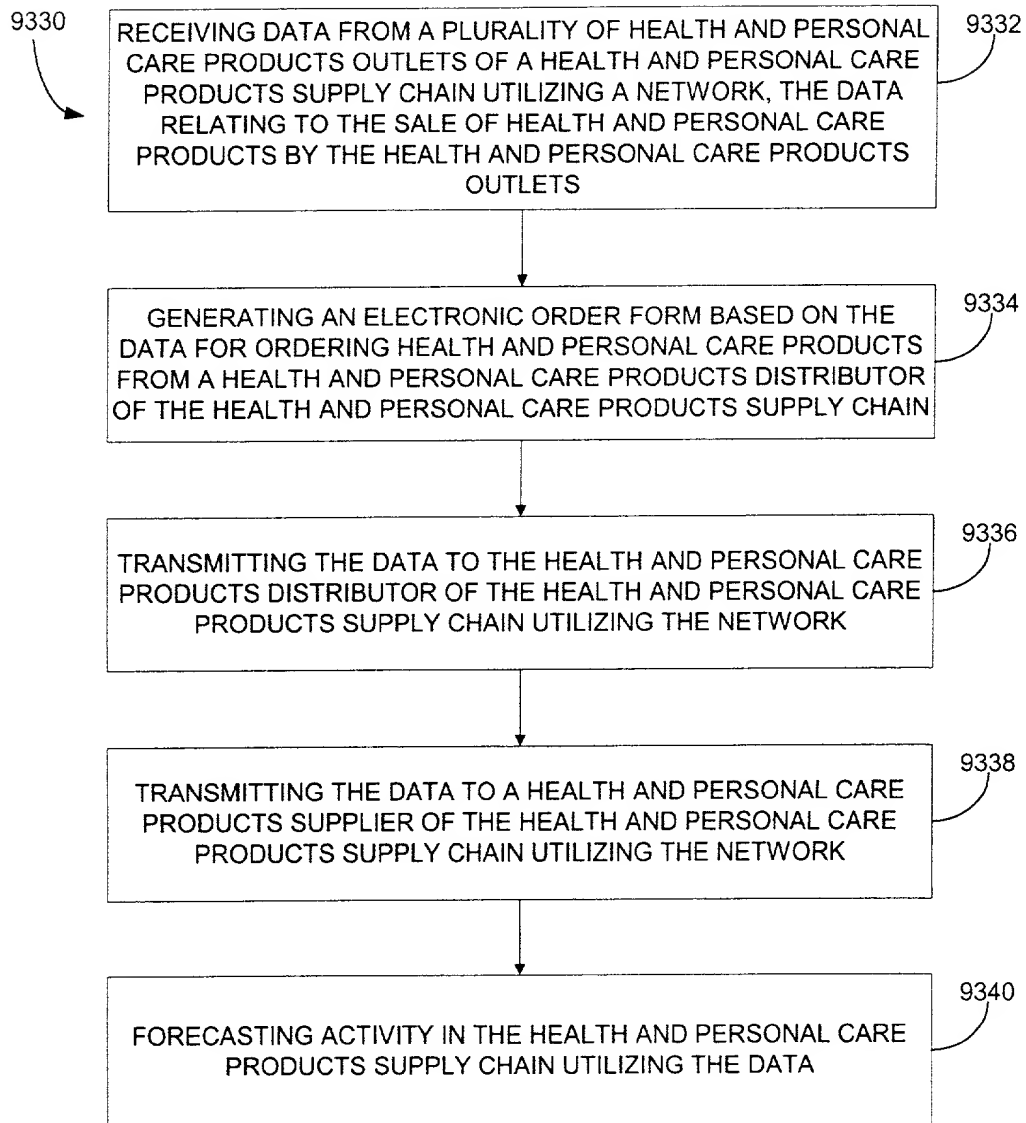 9330
RECEIVING DATA FROM A PLURALITY OF HEALTH AND PERSONAL
CARE PRODUCTS OUTLETS OF A HEALTH AND PERSONAL CARE
PRODUCTS SUPPLY CHAIN UTILIZING A NETWORK, THE DATA
RELATING TO THE SALE OF HEALTH AND PERSONAL CARE
PRODUCTS BY THE HEALTH AND PERSONAL CARE PRODUCTS
OUTLETS
9332
GENERATING AN ELECTRONIC ORDER FORM BASED ON THE
DATA FOR ORDERING HEALTH AND PERSONAL CARE PRODUCTS
FROM A HEALTH AND PERSONAL CARE PRODUCTS DISTRIBUTOR
OF THE HEALTH AND PERSONAL CARE PRODUCTS SUPPLY CHAIN
9334
TRANSMITTING THE DATA TO THE HEALTH AND PERSONAL CARE
PRODUCTS DISTRIBUTOR OF THE HEALTH AND PERSONAL CARE
PRODUCTS SUPPLY CHAIN UTILIZING THE NETWORK
9336
TRANSMITTING THE DATA TO A HEALTH AND PERSONAL CARE
PRODUCTS SUPPLIER OF THE HEALTH AND PERSONAL CARE
PRODUCTS SUPPLY CHAIN UTILIZING THE NETWORK
9338
FORECASTING ACTIVITY IN THE HEALTH AND PERSONAL CARE
PRODUCTS SUPPLY CHAIN UTILIZING THE DATA
9340